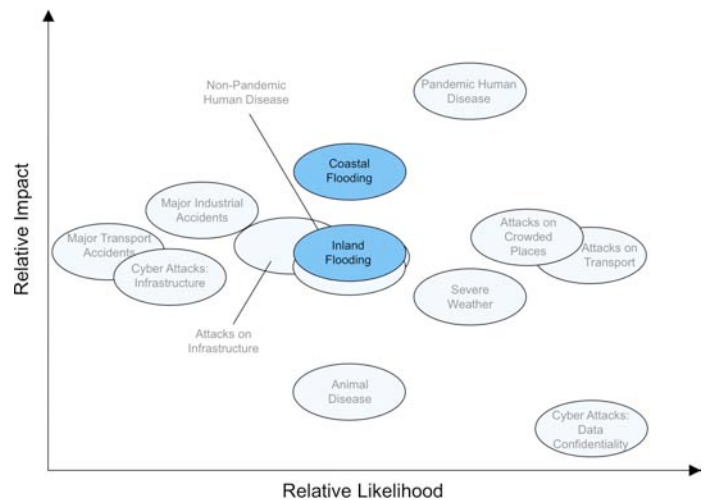 Non-Pandemic
Human Disease
Pandemic Human
Disease
Coastal
Flooding
Major Industrial
Accidents
Major Transport
Accidents
Cyber Attacks:
Infrastructure
Inland
Flooding
Attacks on
Crowded
Places
Attacks on
Transport
Severe
Weather
Attacks on
Infrastructure
Animal
Disease
Cyber Attacks:
Data
Confidentiality
Relative Impact
Relative Likelihood